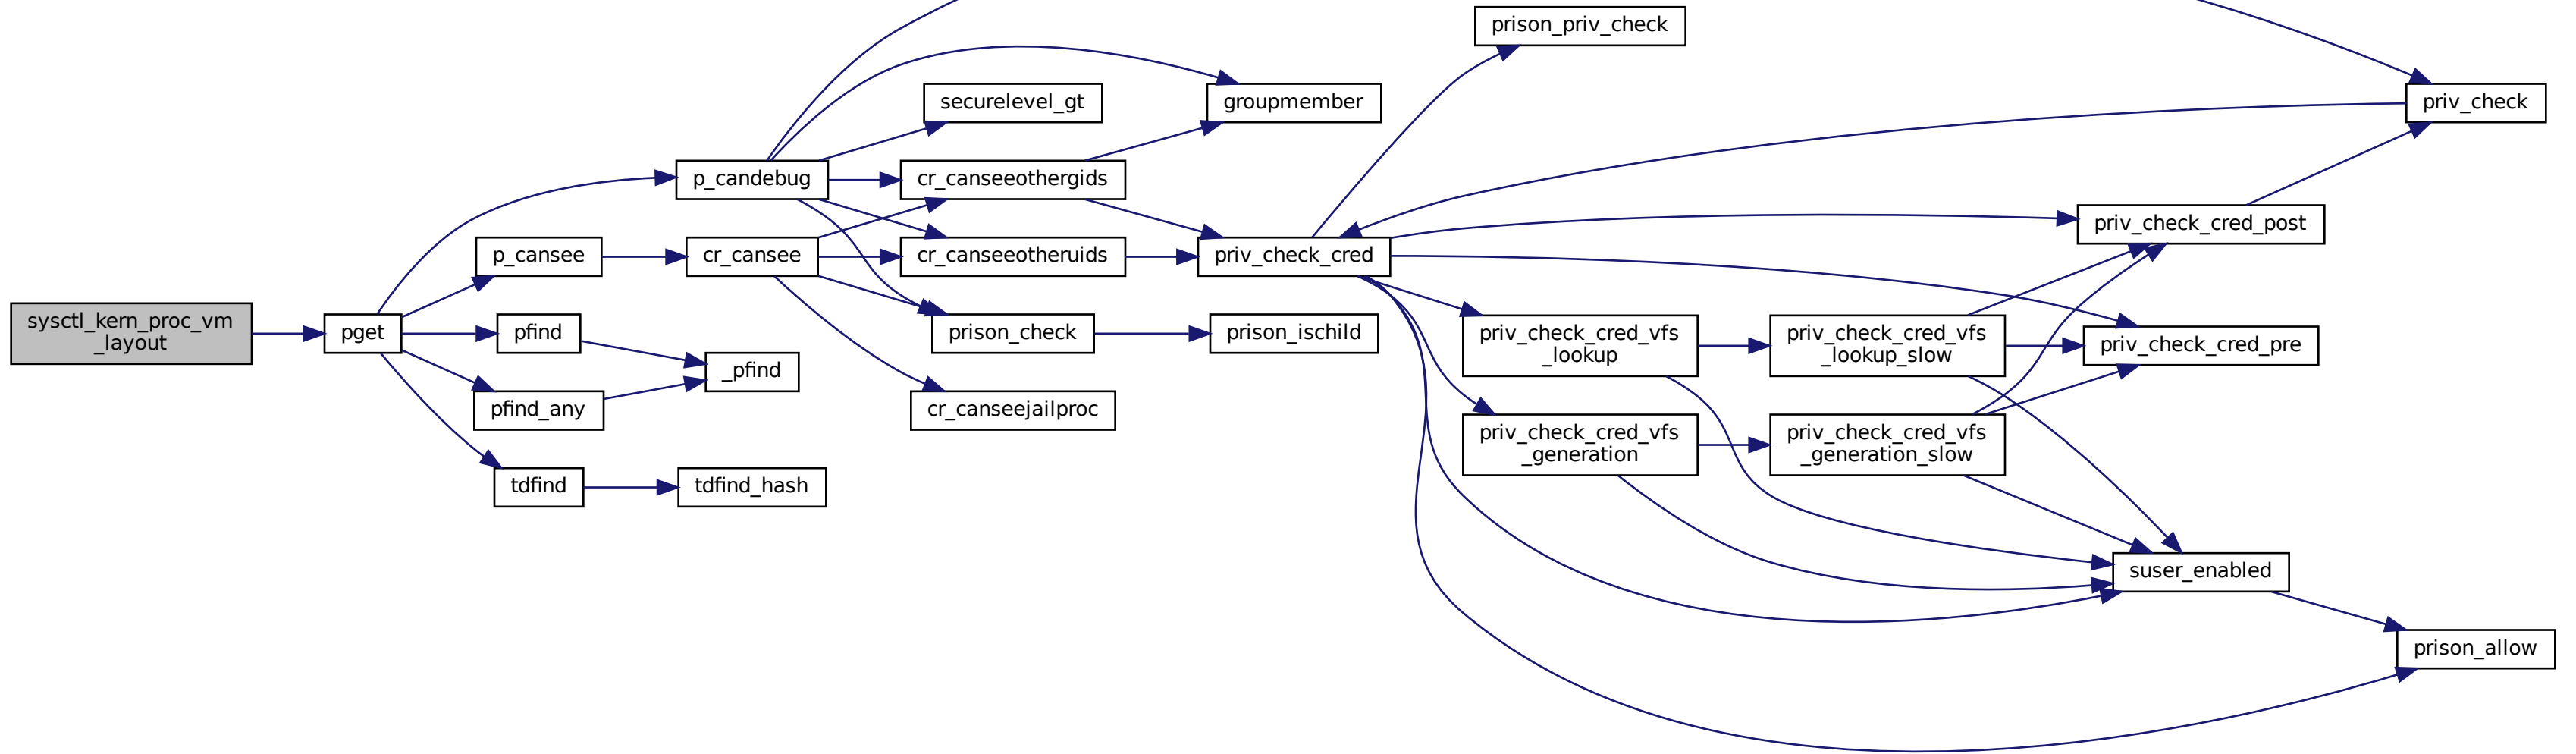 sysctl_kern_proc_vm
_layout
pget
p_candebug
p_cansee
pfind
pfind_any
tdfind
cr_cansee
_pfind
tdfind_hash
securelevel_gt
cr_canseeothergids
cr_canseeotheruids
prison_check
cr_canseejailproc
groupmember
priv_check_cred
prison_ischild
prison_priv_check
priv_check_cred_vfs
_lookup
priv_check_cred_vfs
_generation
priv_check_cred_vfs
_lookup_slow
priv_check_cred_vfs
_generation_slow
priv_check
priv_check_cred_post
priv_check_cred_pre
suser_enabled
prison_allow